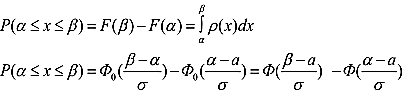 P(α ≤ x ≤ β) = F(β) − F(α) = ∫_α^β ρ(x)dx
P(α ≤ x ≤ β) = Φ₀((β−α)/σ) − Φ₀((α−a)/σ) = Φ((β−a)/σ) − Φ((α−a)/σ)